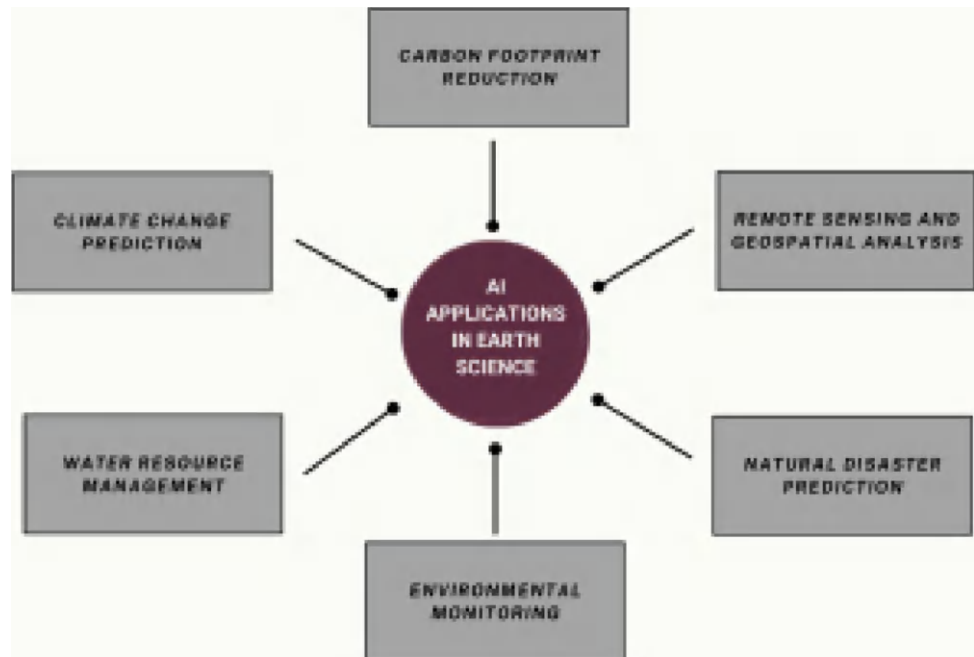 CARBON FOOTPRINT
REDUCTION
CLIMATE CHANGE
PREDICTION
REMOTE SENSING AND
GEOSPATIAL ANALYSIS
AI
APPLICATIONS
IN EARTH
SCIENCE
WATER RESOURCE
MANAGEMENT
NATURAL DISASTER
PREDICTION
ENVIRONMENTAL
MONITORING